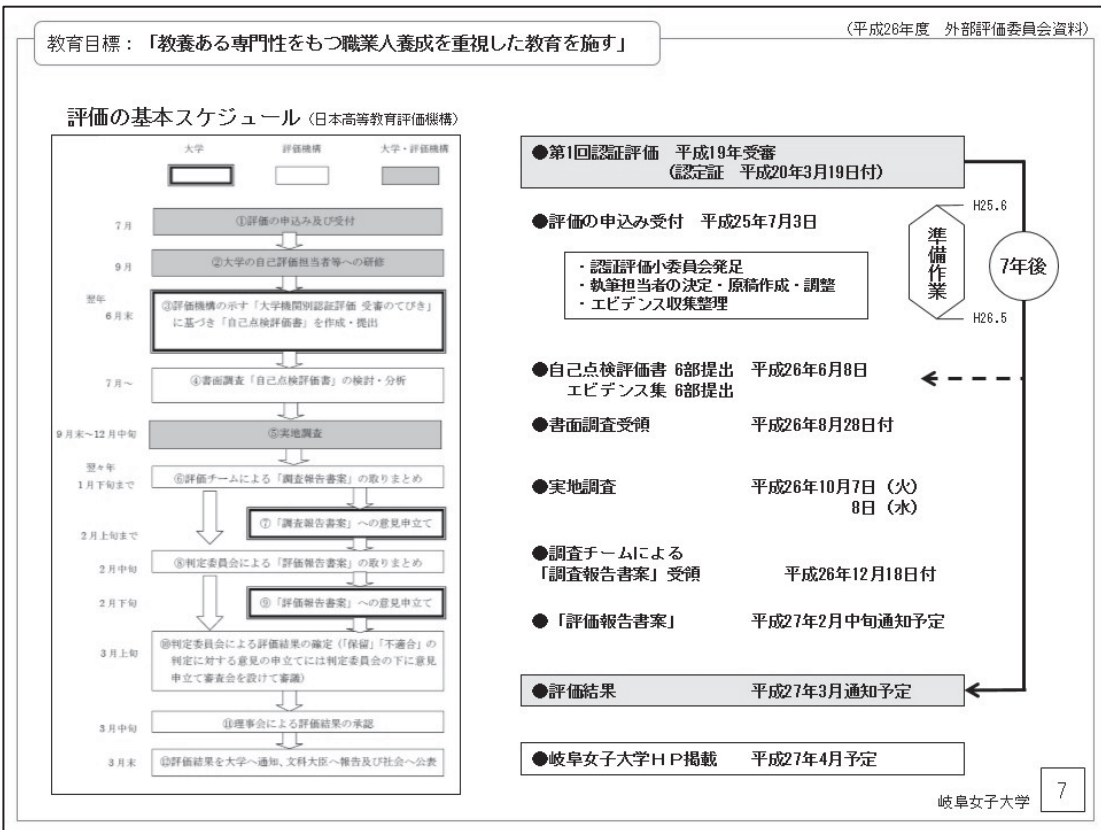 (平成26年度　外部評価委員会資料)
教育目標：「教養ある専門性をもつ職業人養成を重視した教育を施す」
評価の基本スケジュール（日本高等教育評価機構）
大学　評価機構　大学・評価機構
7月　①評価の申込み及び受付
9月　②大学の自己評価担当者等への研修
翌年
6月末
③評価機構の示す「大学機関別認証評価 受審のてびき」
に基づき「自己点検評価書」を作成・提出
7月～　④書面調査「自己点検評価書」の検討・分析
9月末～12月中旬　⑤実地調査
翌々年
1月下旬まで　⑥評価チームによる「調査報告書案」の取りまとめ
2月上旬まで　⑦「調査報告書案」への意見申立て
2月中旬　⑧判定委員会による「評価報告書案」の取りまとめ
2月下旬　⑨「評価報告書案」への意見申立て
3月上旬
⑩判定委員会による評価結果の確定（「保留」「不適合」の
判定に対する意見の申立てには判定委員会の下に意見
申立て審査会を設けて審議）
3月中旬　⑪理事会による評価結果の承認
3月末　⑫評価結果を大学へ通知、文科大臣へ報告及び社会へ公表
●第1回認証評価　平成19年受審
（認定証　平成20年3月19日付）
●評価の申込み受付　平成25年7月3日
・認証評価小委員会発足
・執筆担当者の決定・原稿作成・調整
・エビデンス収集整理
H25.6
準備作業
H26.5
7年後
●自己点検評価書 6部提出　平成26年6月8日
エビデンス集 6部提出
●書面調査受領　平成26年8月28日付
●実地調査　平成26年10月7日（火）
8日（水）
●調査チームによる
「調査報告書案」受領　平成26年12月18日付
●「評価報告書案」　平成27年2月中旬通知予定
●評価結果　平成27年3月通知予定
●岐阜女子大学ＨＰ掲載　平成27年4月予定
岐阜女子大学　7